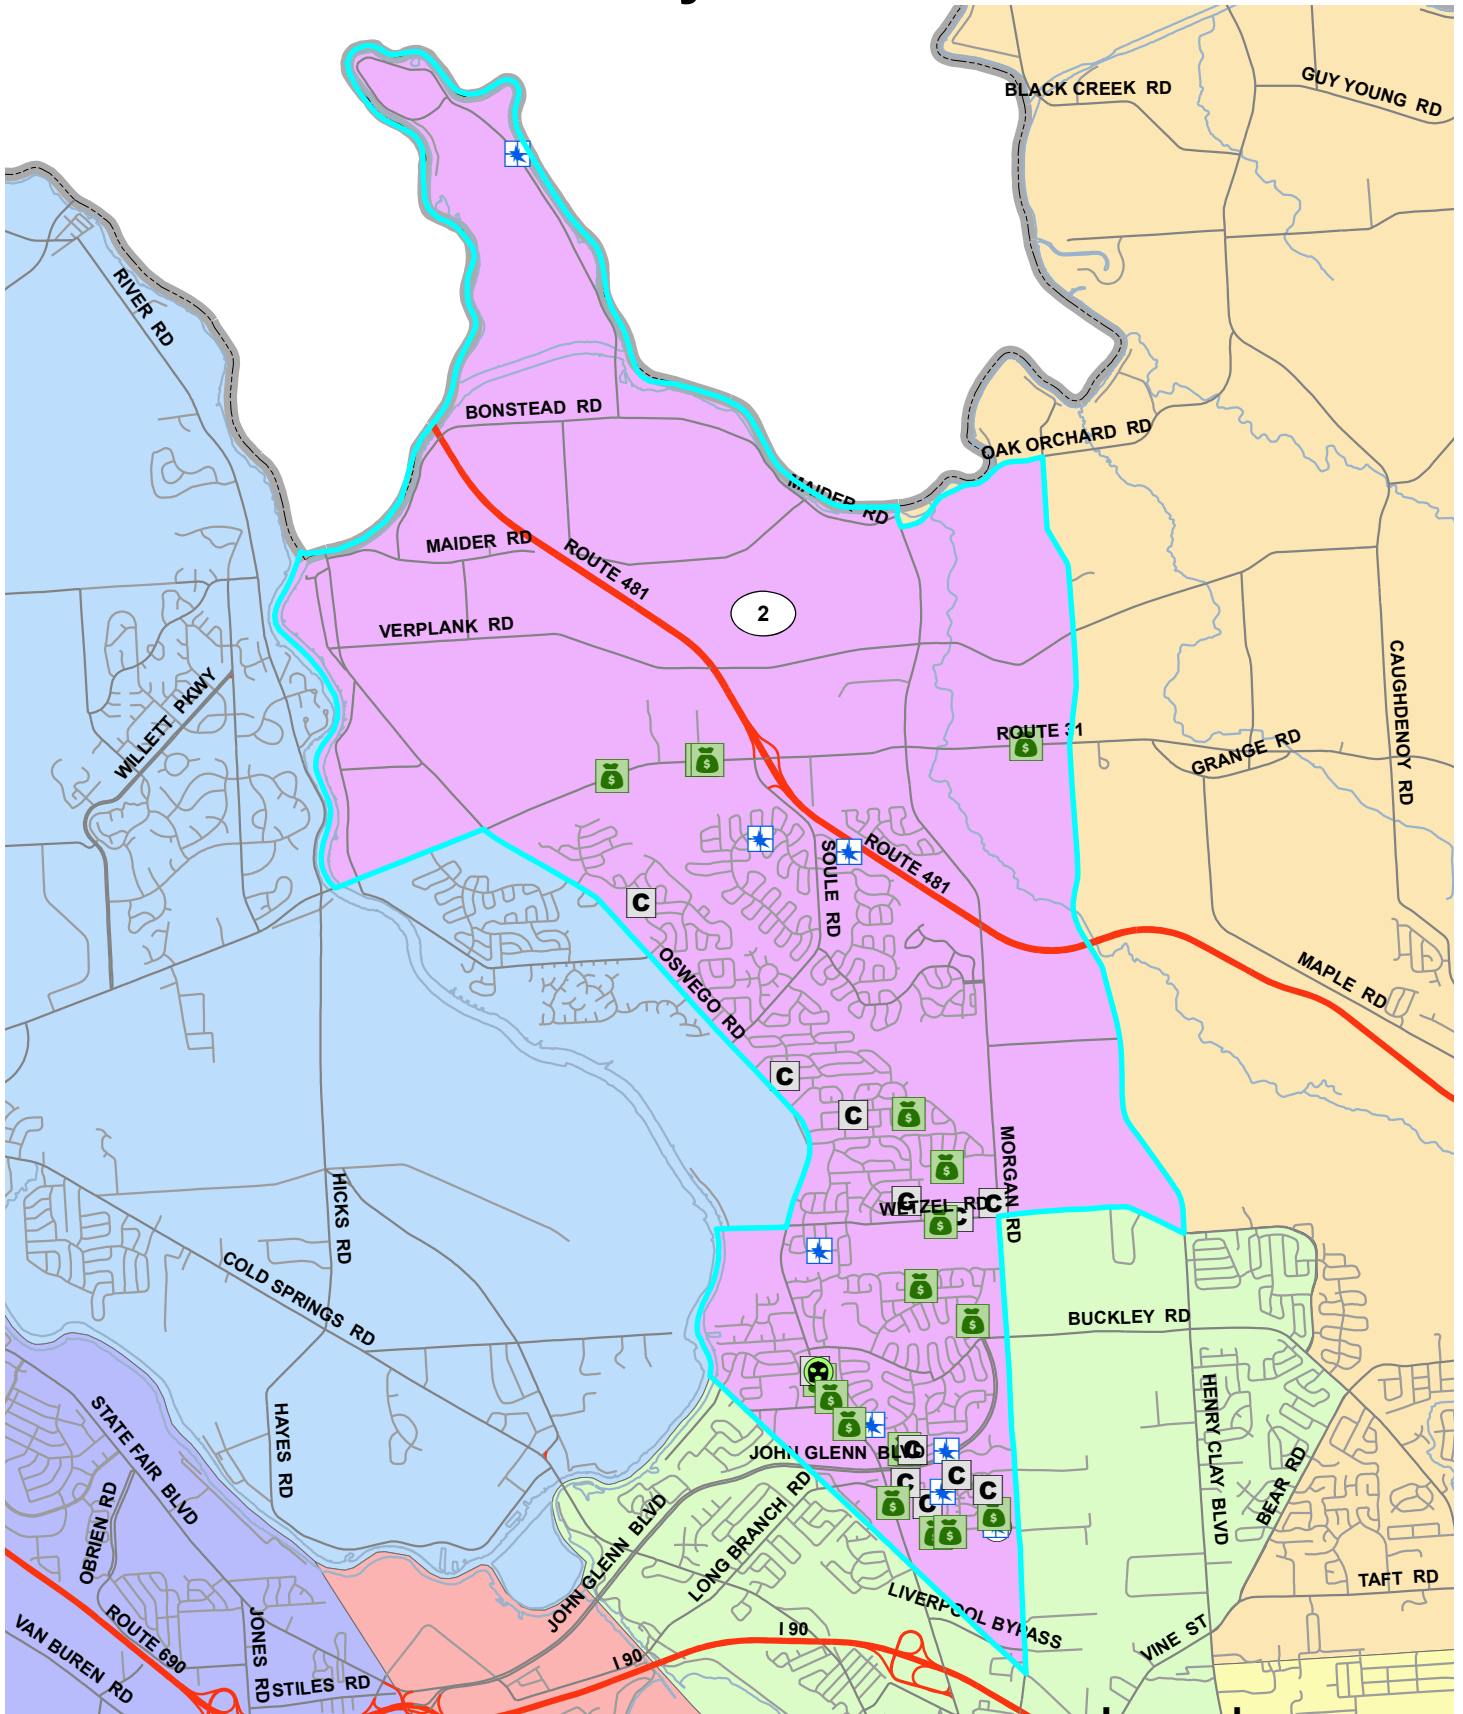 BLACK CREEK RD
GUY YOUNG RD
RIVER RD
BONSTEAD RD
OAK ORCHARD RD
MAIDER RD
MAIDER RD
ROUTE 481
2
VERPLANK RD
WILLETT PKWY
CAUGHDENOY RD
ROUTE 31
GRANGE RD
$
$
$
SOULE RD
ROUTE 481
C
OSWEGO RD
MAPLE RD
C
C
$
$
MORGAN RD
C
WETZEL RD
C
C
$
HICKS RD
COLD SPRINGS RD
$
$
BUCKLEY RD
$
$
STATE FAIR BLVD
HAYES RD
HENRY CLAY BLVD
BEAR RD
JOHN GLENN BLVD
C
C
C
C
C
$
$
$
OBRIEN RD
JOHN GLENN BLVD
LONG BRANCH RD
TAFT RD
LIVERPOOL BYPASS
VINE ST
ROUTE 690
VAN BUREN RD
JONES RD
STILES RD
I 90
I 90